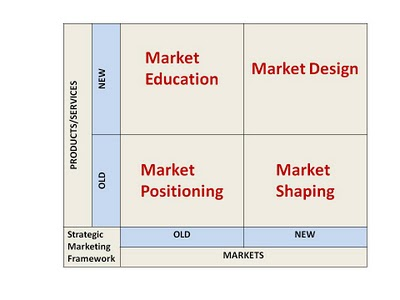 PRODUCTS/SERVICES
NEW
Market
Education
Market Design
OLD
Market
Positioning
Market
Shaping
Strategic
Marketing
Framework
OLD
NEW
MARKETS